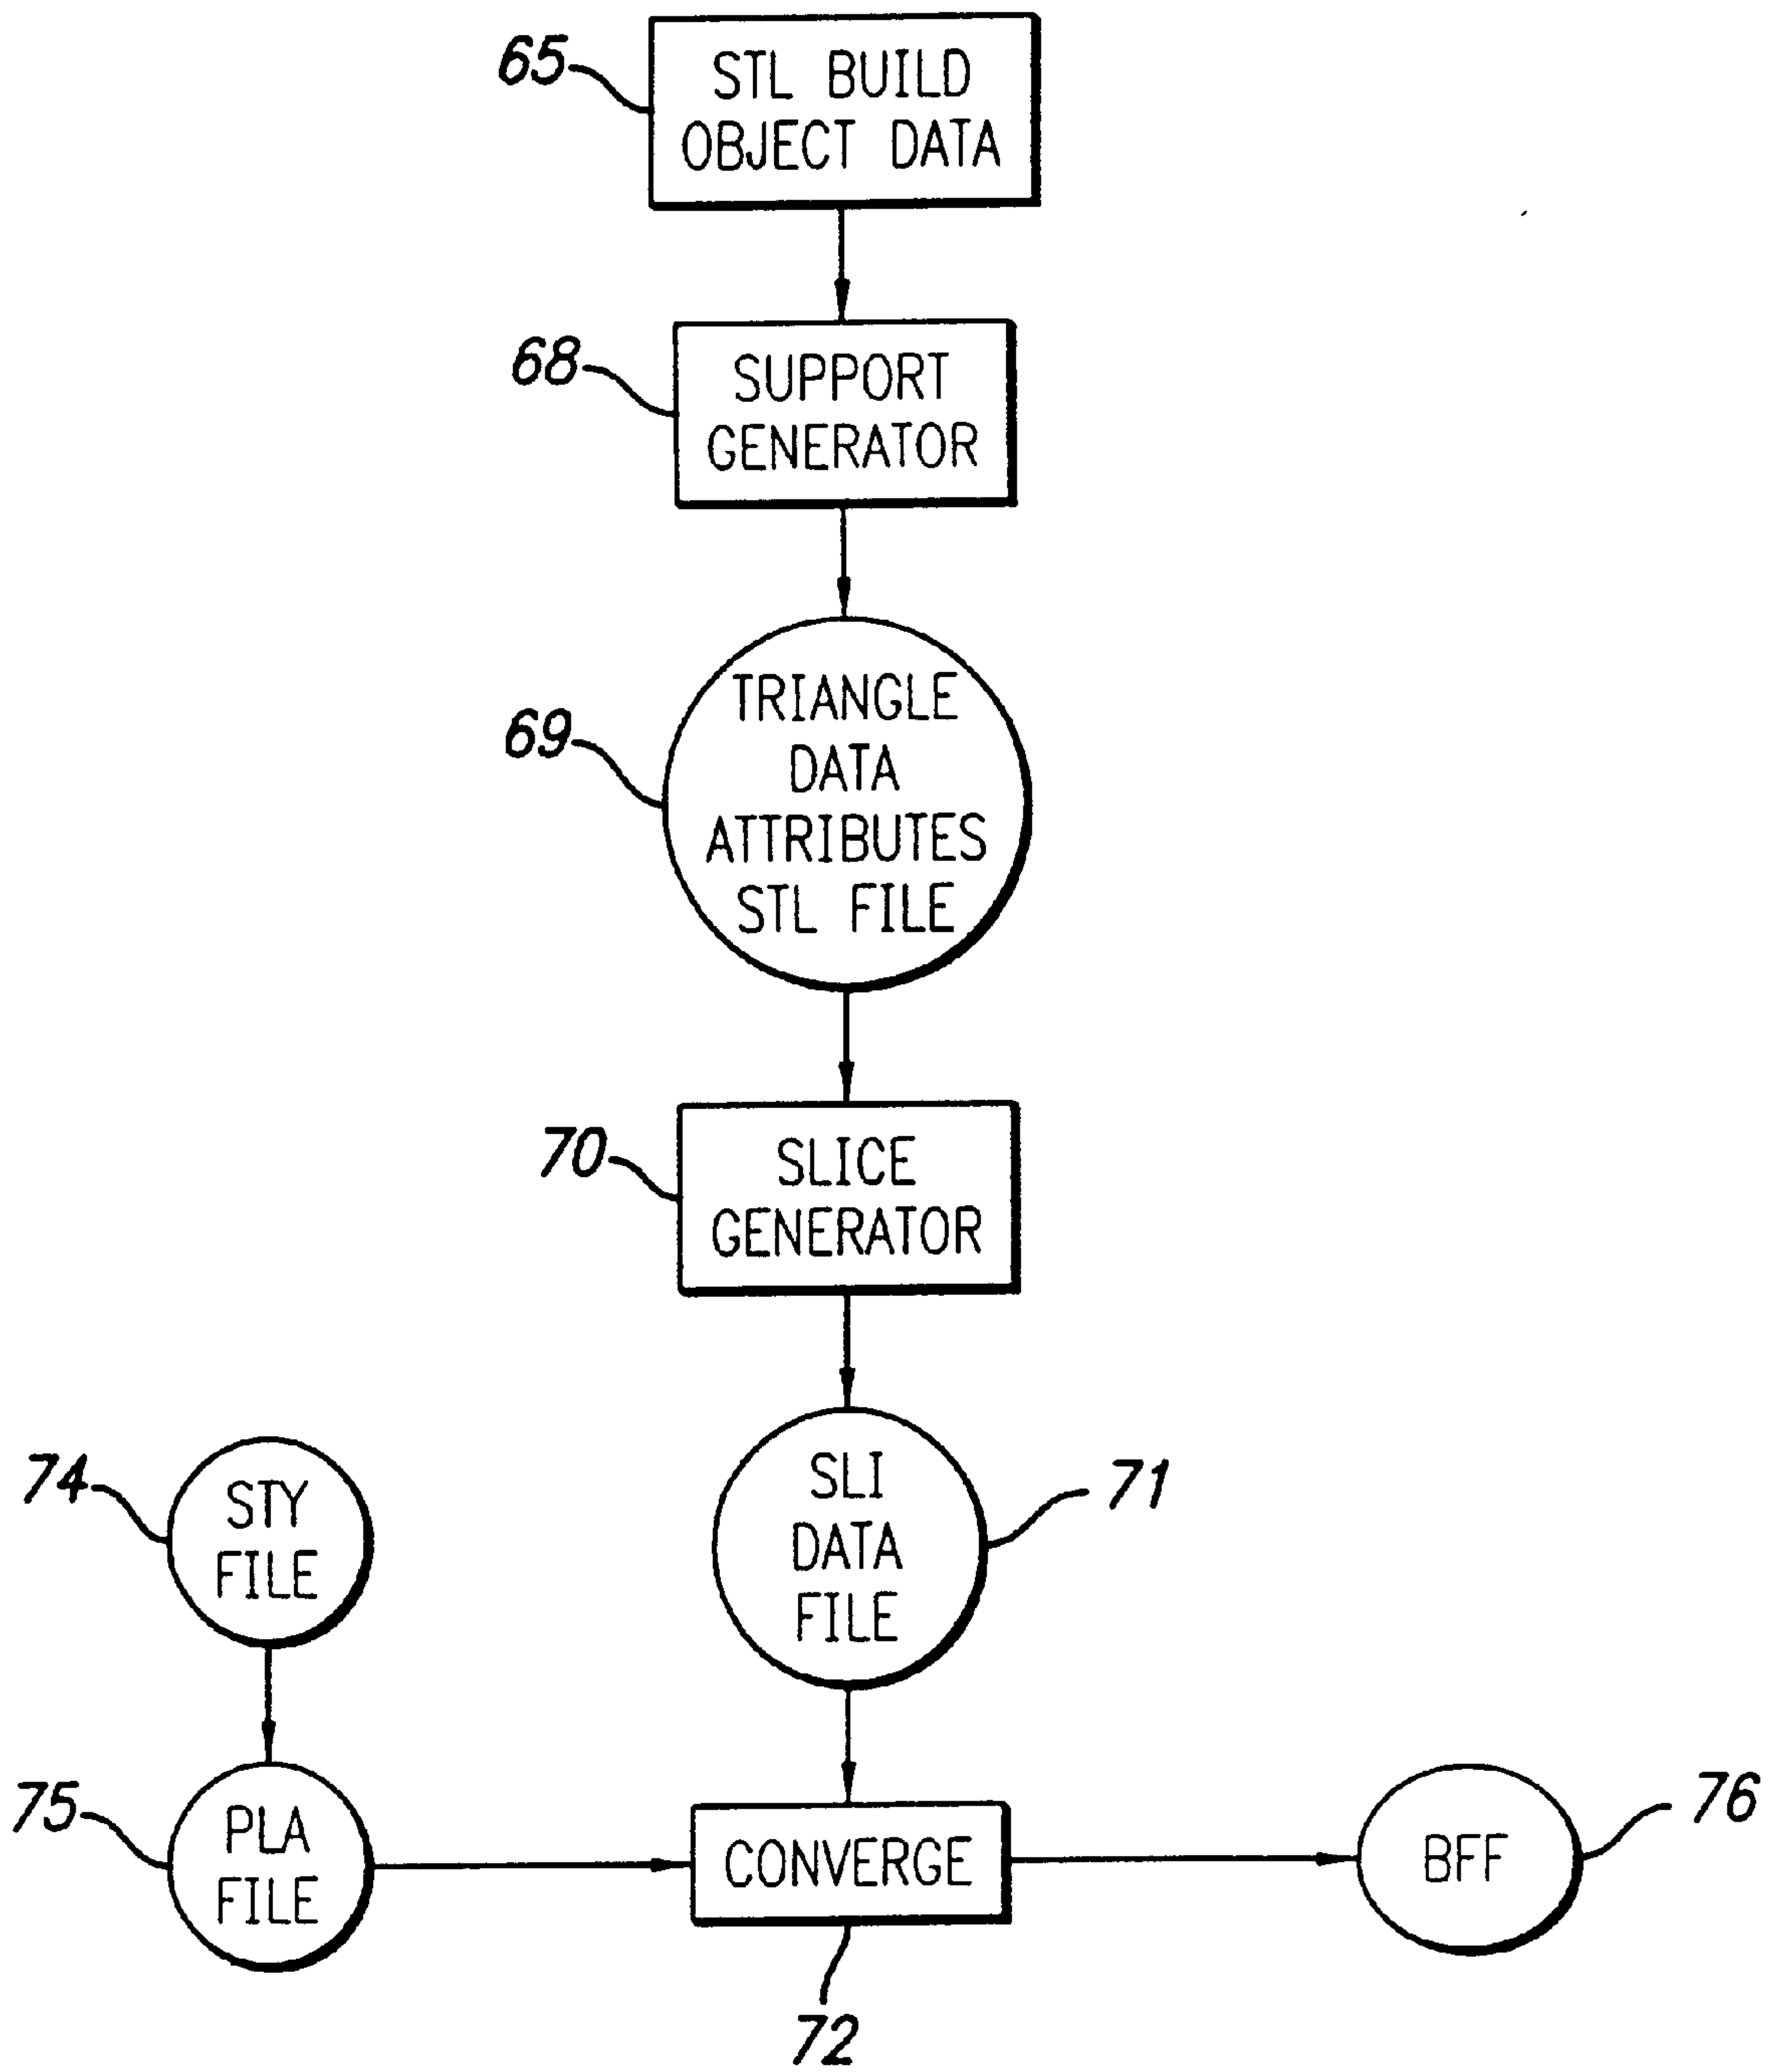 65
STL BUILD
OBJECT DATA
68
SUPPORT
GENERATOR
69
TRIANGLE
DATA
ATTRIBUTES
STL FILE
70
SLICE
GENERATOR
74
STY
FILE
SLI
DATA
FILE
71
75
PLA
FILE
CONVERGE
72
BFF
76